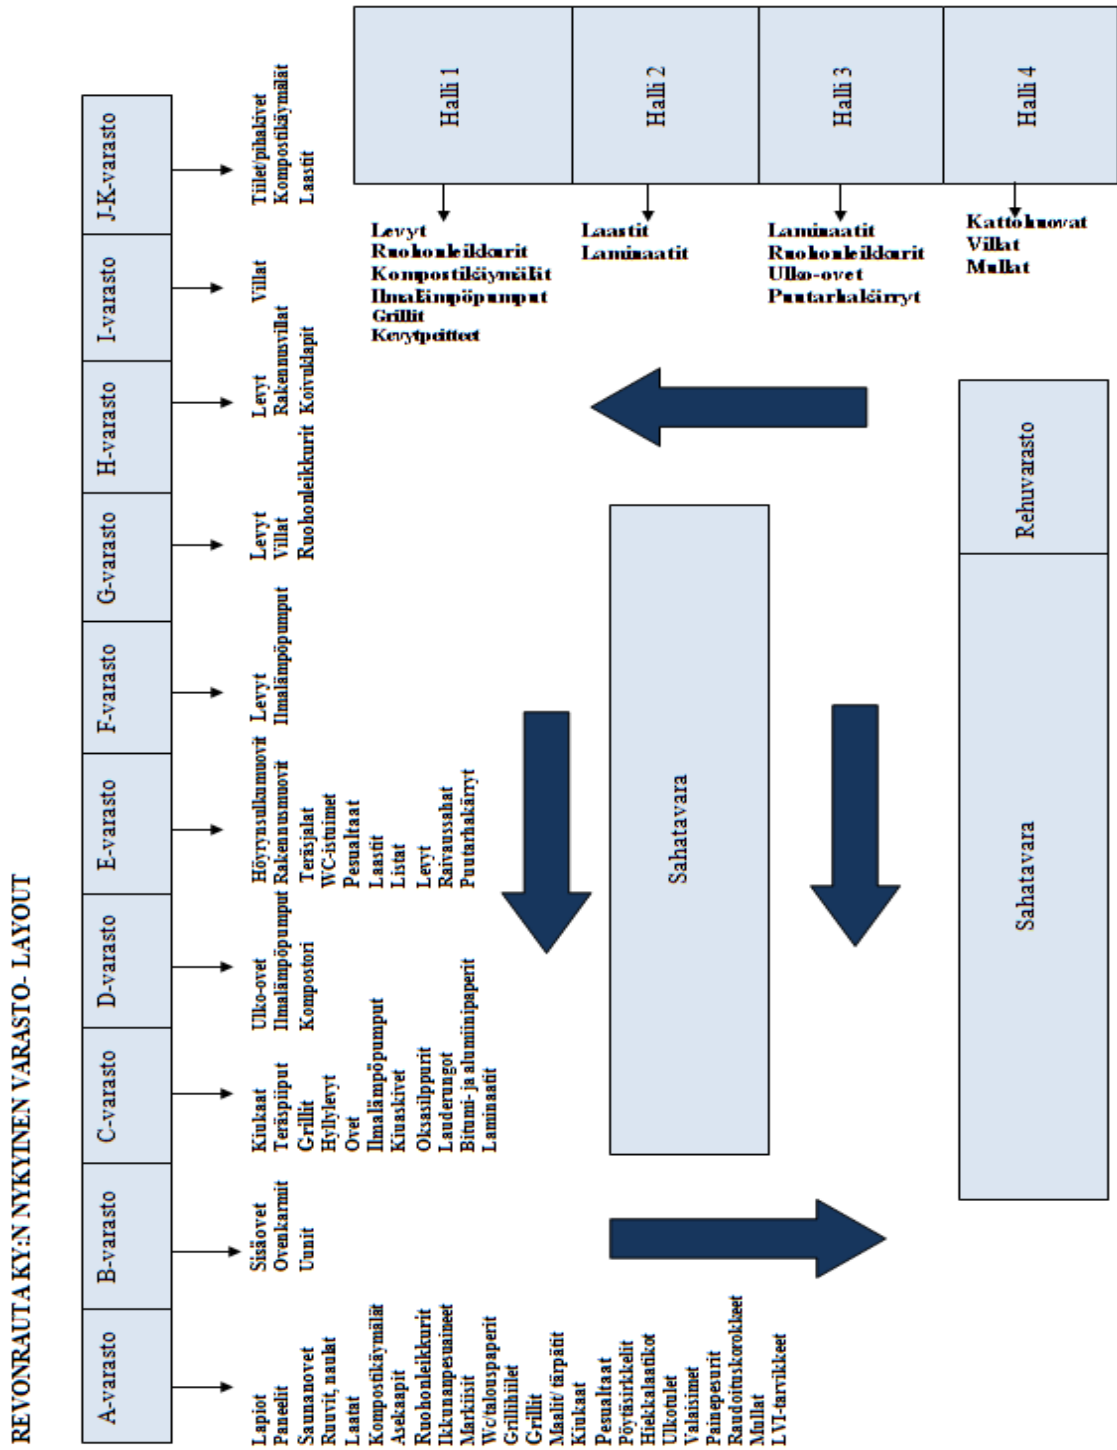 REVONRAUTA KY:N NYKYINEN VARASTO- LAYOUT
A-varasto
Lapiot
Paneelit
Saunanovet
Ruuvit, naulat
Laatat
Kompostikäymälät
Asekaapit
Ruohonleikkurit
Ikkunanpesuaineet
Markiisit
Wc/talouspaperit
Grillihiilet
Grillit
Maalit/ tärpätit
Kiukaat
Pesualtaat
Pöytäsirkkelit
Hiekkalaatikot
Ulkotulet
Valaisimet
Painepesurit
Raudoituskorokkeet
Mullat
LVI-tarvikkeet
B-varasto
Sisäovet
Ovenkarmit
Uunit
C-varasto
Kiukaat
Teräspiiput
Grillit
Hyllylevyt
Ovet
Ilmalämpöpumput
Kiuaskivet
Oksasilppurit
Lauderungot
Bitumi- ja alumiinipaperit
Laminaatit
D-varasto
Ulko-ovet
Ilmalämpöpumput
Kompostori
E-varasto
Höyrynsulkumuovit
Rakennusmuovit
Teräsjalat
WC-istuimet
Pesualtaat
Laastit
Listat
Levyt
Raivaussahat
Puutarhakärryt
F-varasto
Levyt
Ilmalämpöpumput
G-varasto
Levyt
Villat
Ruohonleikkurit
H-varasto
Levyt
Rakennusvillat
Koivuklapit
I-varasto
Villat
J-K-varasto
Tiilet/pihakivet
Kompostikäymälät
Laastit
Halli 1
Levyt
Ruohonleikkurit
Kompostikäymälät
Ilmalämpöpumput
Grillit
Kevytpeitteet
Halli 2
Laastit
Laminaatit
Halli 3
Laminaatit
Ruohonleikkurit
Ulko-ovet
Puutarhakärryt
Halli 4
Kattohuovat
Villat
Mullat
Sahatavara
Sahatavara
Rehuvarasto